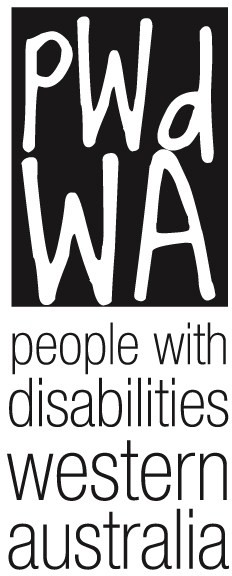 PWd
WA
people with
disabilities
western
australia